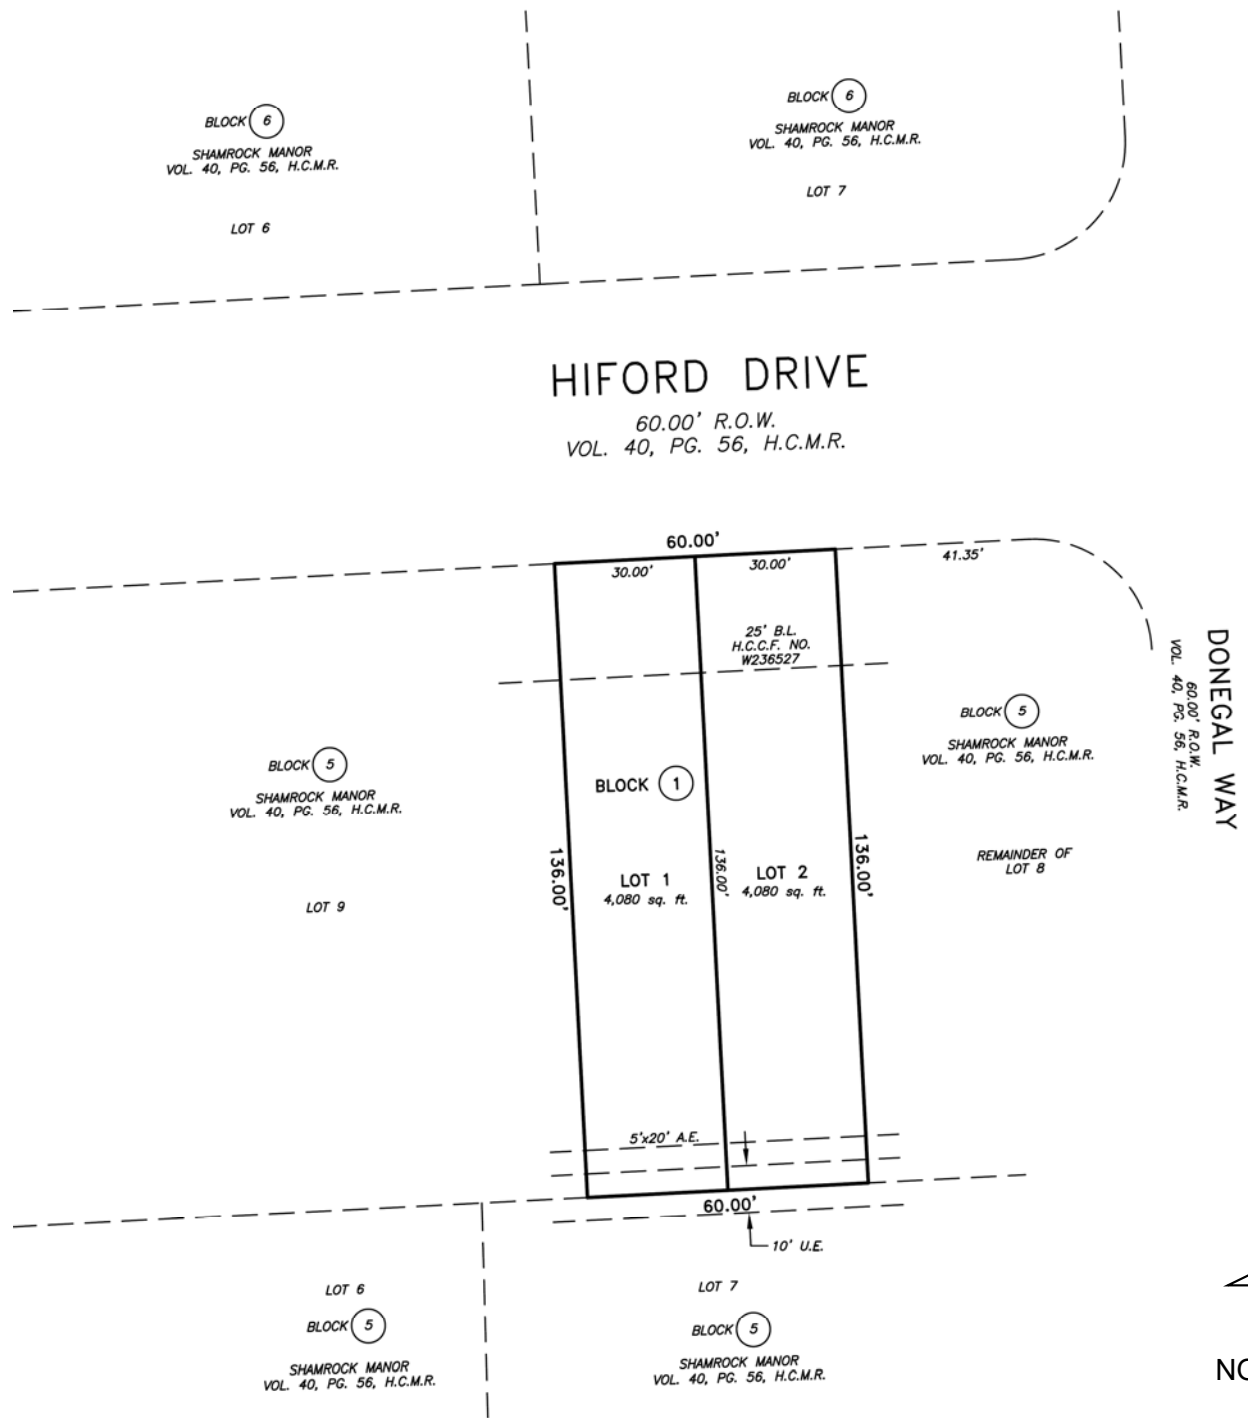 BLOCK 6
SHAMROCK MANOR
VOL. 40, PG. 56, H.C.M.R.
LOT 6
BLOCK 6
SHAMROCK MANOR
VOL. 40, PG. 56, H.C.M.R.
LOT 7
HIFORD DRIVE
60.00' R.O.W.
VOL. 40, PG. 56, H.C.M.R.
60.00'
30.00'
30.00'
41.35'
25' B.L.
H.C.C.F. NO.
W236527
DONEGAL WAY
60.00' R.O.W.
VOL. 40, PG. 56, H.C.M.R.
BLOCK 5
SHAMROCK MANOR
VOL. 40, PG. 56, H.C.M.R.
LOT 9
BLOCK 1
136.00'
LOT 1
4,080 sq. ft.
136.00'
LOT 2
4,080 sq. ft.
136.00'
BLOCK 5
SHAMROCK MANOR
VOL. 40, PG. 56, H.C.M.R.
REMAINDER OF
LOT 8
5'x20' A.E.
60.00'
10' U.E.
LOT 6
BLOCK 5
SHAMROCK MANOR
VOL. 40, PG. 56, H.C.M.R.
LOT 7
BLOCK 5
SHAMROCK MANOR
VOL. 40, PG. 56, H.C.M.R.